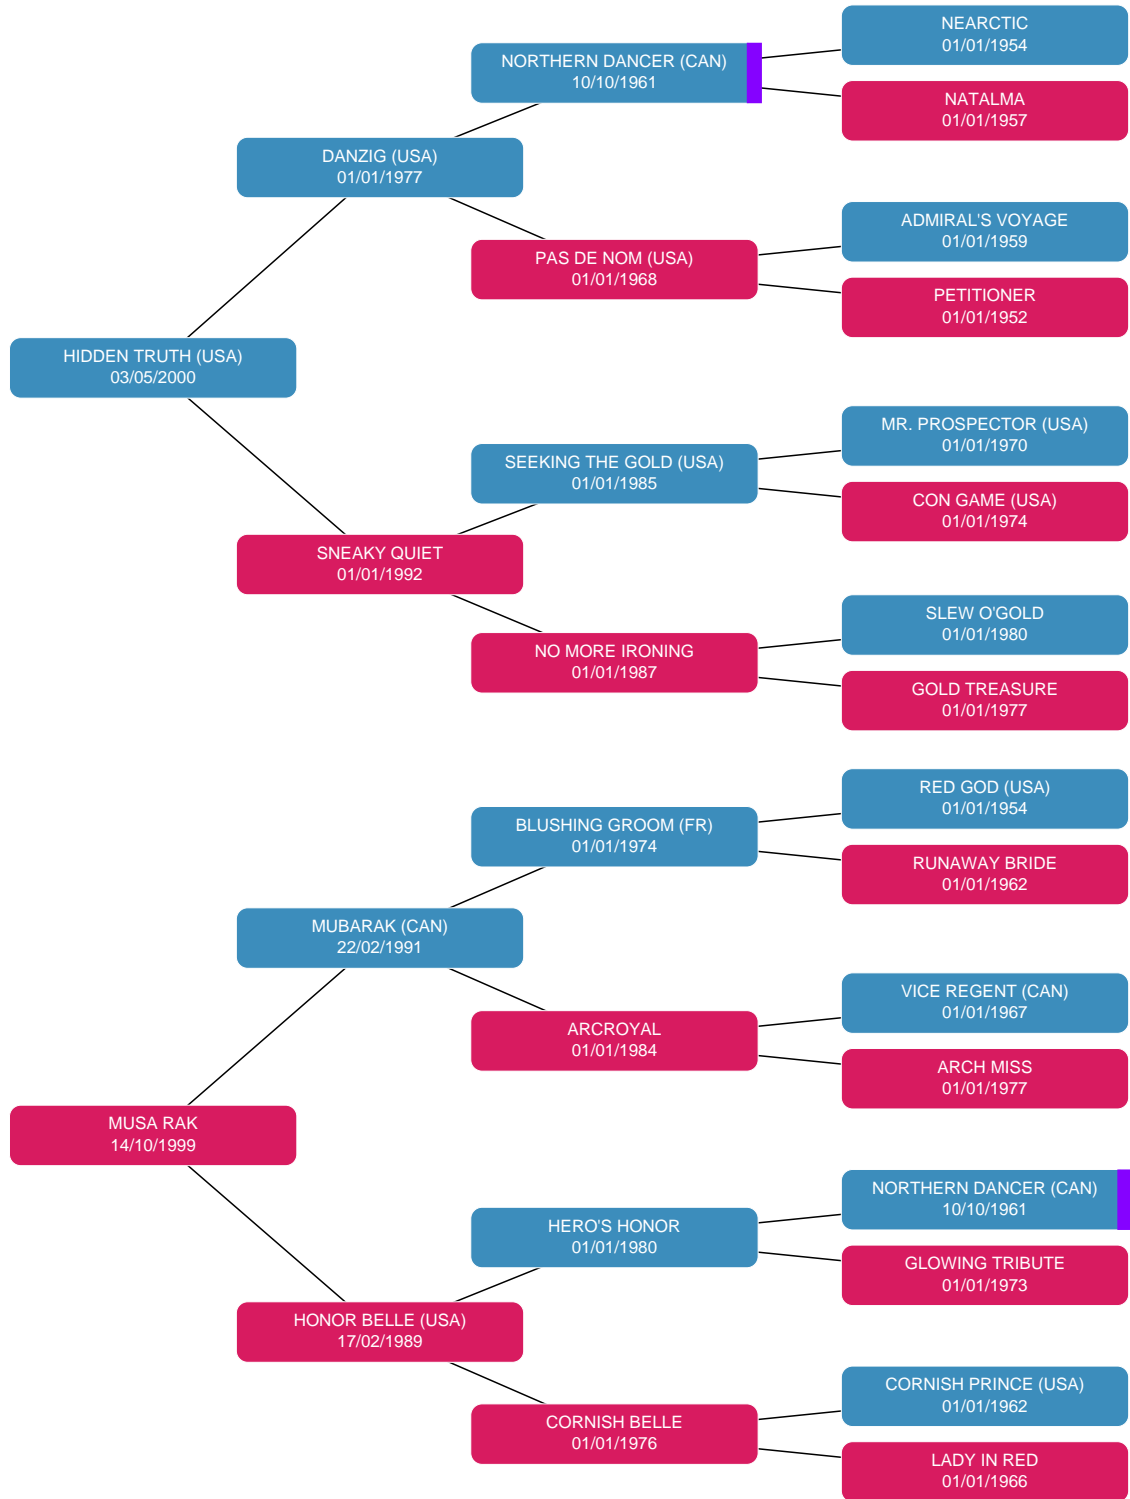 NEARCTIC
01/01/1954
NORTHERN DANCER (CAN)
10/10/1961
NATALMA
01/01/1957
DANZIG (USA)
01/01/1977
ADMIRAL'S VOYAGE
01/01/1959
PAS DE NOM (USA)
01/01/1968
PETITIONER
01/01/1952
HIDDEN TRUTH (USA)
03/05/2000
MR. PROSPECTOR (USA)
01/01/1970
SEEKING THE GOLD (USA)
01/01/1985
CON GAME (USA)
01/01/1974
SNEAKY QUIET
01/01/1992
SLEW O'GOLD
01/01/1980
NO MORE IRONING
01/01/1987
GOLD TREASURE
01/01/1977
RED GOD (USA)
01/01/1954
BLUSHING GROOM (FR)
01/01/1974
RUNAWAY BRIDE
01/01/1962
MUBARAK (CAN)
22/02/1991
VICE REGENT (CAN)
01/01/1967
ARCROYAL
01/01/1984
ARCH MISS
01/01/1977
MUSA RAK
14/10/1999
NORTHERN DANCER (CAN)
10/10/1961
HERO'S HONOR
01/01/1980
GLOWING TRIBUTE
01/01/1973
HONOR BELLE (USA)
17/02/1989
CORNISH PRINCE (USA)
01/01/1962
CORNISH BELLE
01/01/1976
LADY IN RED
01/01/1966